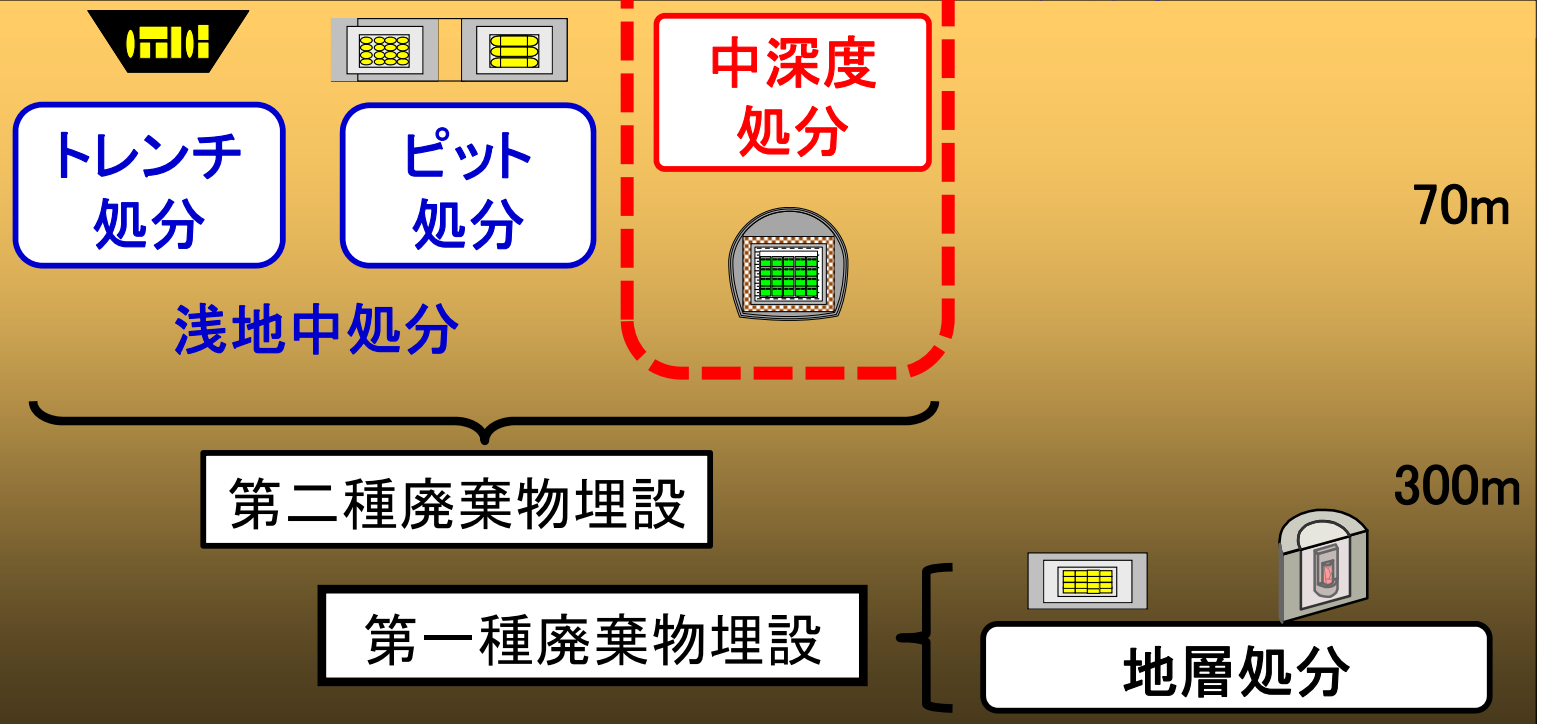 トレンチ
処分
ピット
処分
中深度
処分
浅地中処分
70m
第二種廃棄物埋設
300m
第一種廃棄物埋設
地層処分